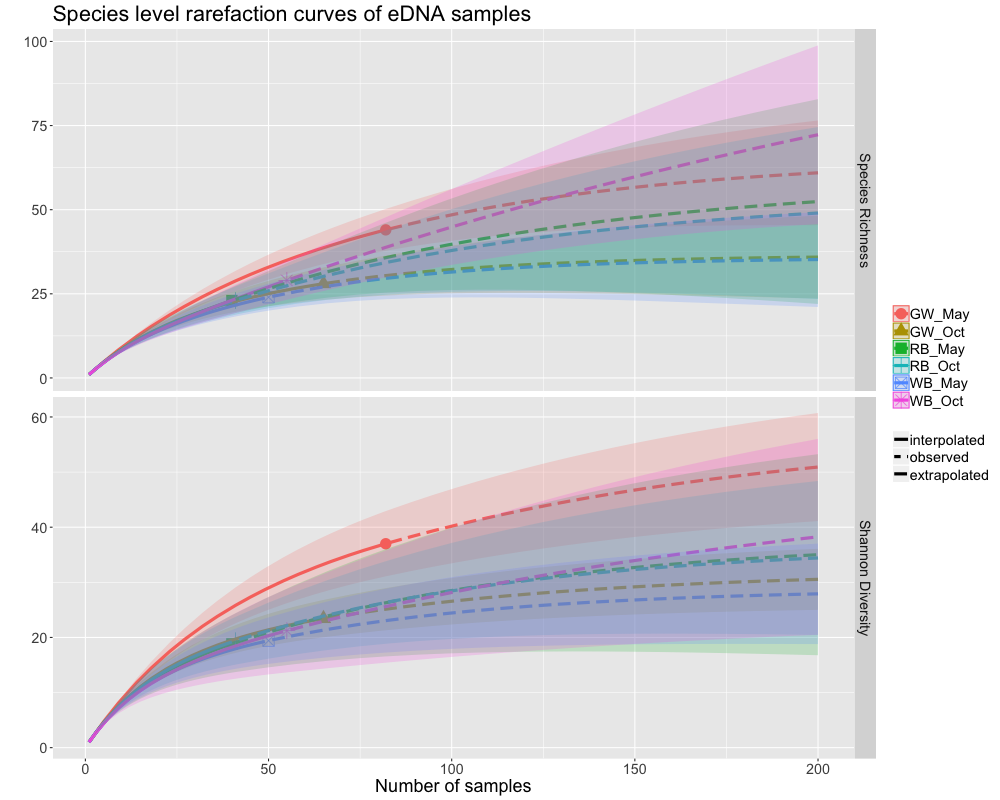 Species level rarefaction curves of eDNA samples
100
75
50
25
0
Species Richness
60
40
20
0
Shannon Diversity
0 50 100 150 200
Number of samples
GW_May
GW_Oct
RB_May
RB_Oct
WB_May
WB_Oct
interpolated
observed
extrapolated